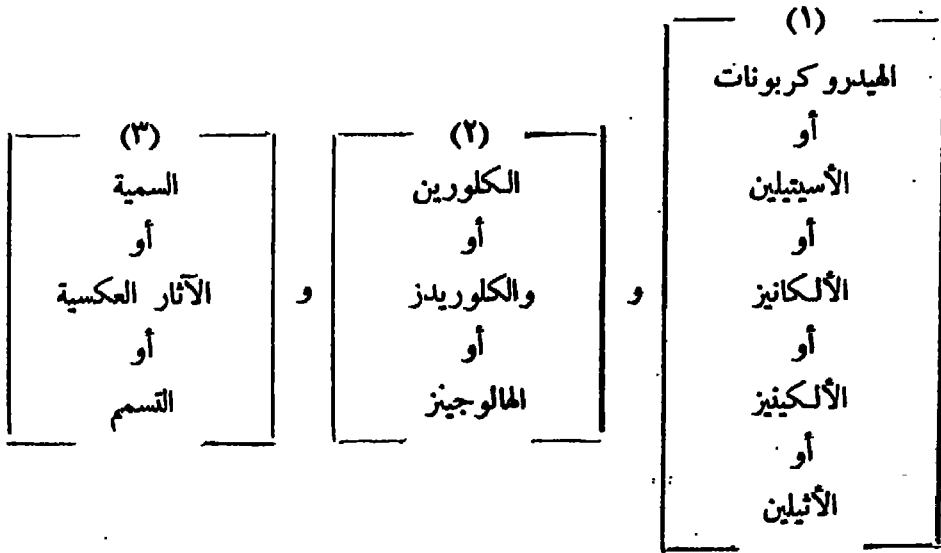 (١)
الهيدروكربونات
أو
الأسيتيلين
أو
الألكانيز
أو
الألكينيز
أو
الأثيلين
و
(٢)
الكلورين
أو
والكلوريدز
أو
الهالوجينز
و
(٣)
السمية
أو
الآثار العكسية
أو
التسمم